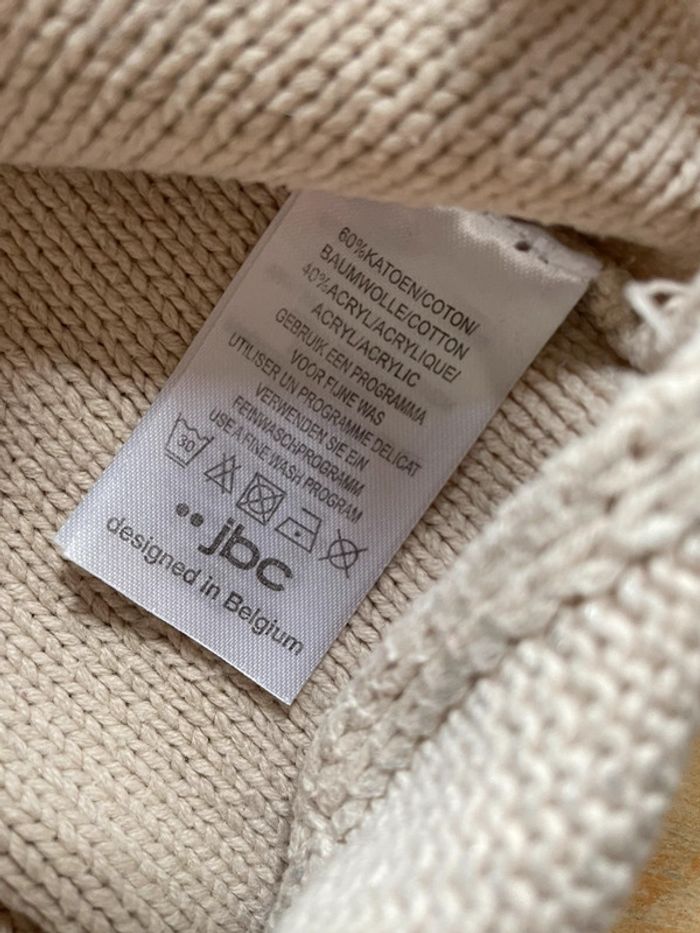 60%KATOEN/COTON/
BAUMWOLLE/COTTON
40%ACRYL/ACRYLIQUE/
ACRYL/ACRYLIC
GEBRUIK EEN PROGRAMMA
VOOR FIJNE WAS
UTILISER UN PROGRAMME DELICAT
VERWENDEN SIE EIN
FEINWASCHPROGRAMM
USE A FINE WASH PROGRAM
30
jbc
designed in Belgium